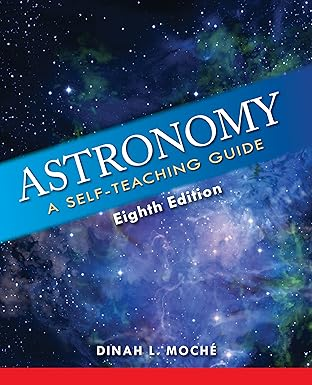 ASTRONOMY
A SELF-TEACHING GUIDE
Eighth Edition
DINAH L. MOCHÉ